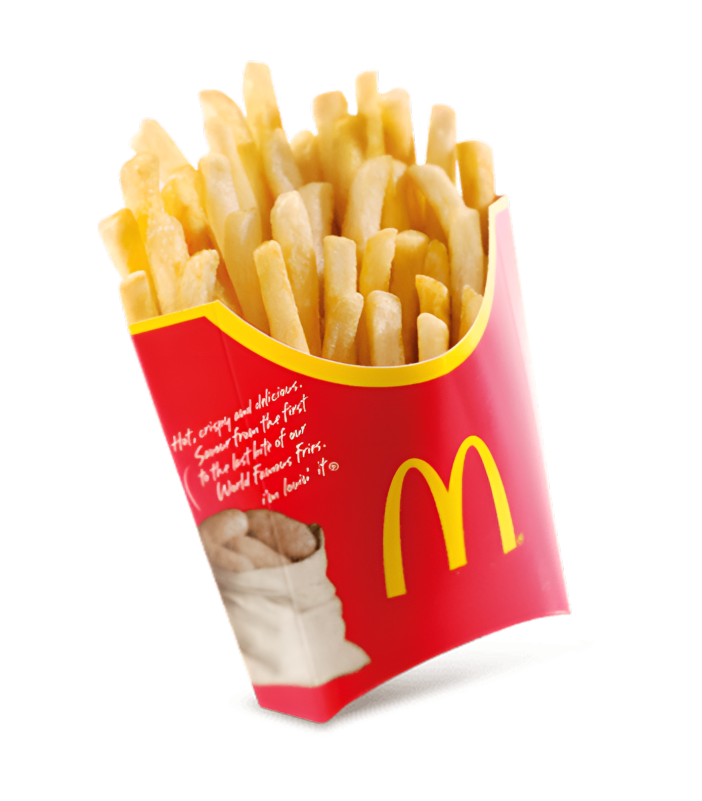 Hot, crispy and delicious.
Savour from the first
to the last bite of our
World Famous Fries.
i'm lovin' it®
M®